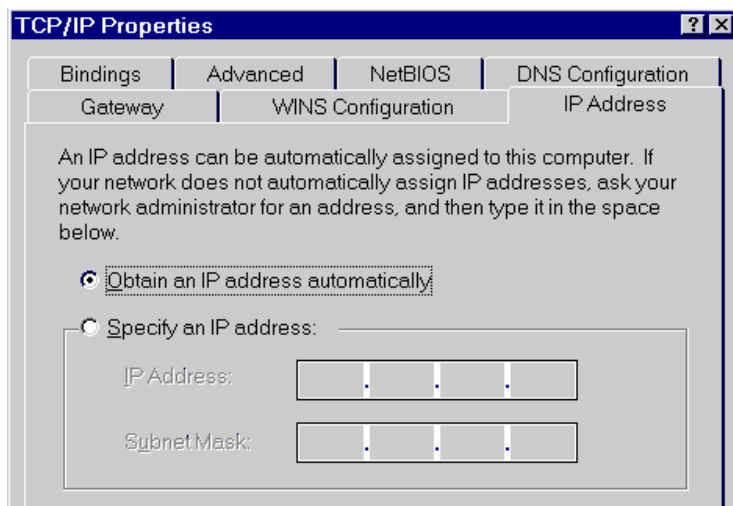 TCP/IP Properties
Bindings Advanced NetBIOS DNS Configuration
Gateway WINS Configuration IP Address
An IP address can be automatically assigned to this computer. If
your network does not automatically assign IP addresses, ask your
network administrator for an address, and then type it in the space
below.
Obtain an IP address automatically
Specify an IP address:
IP Address:
Subnet Mask: